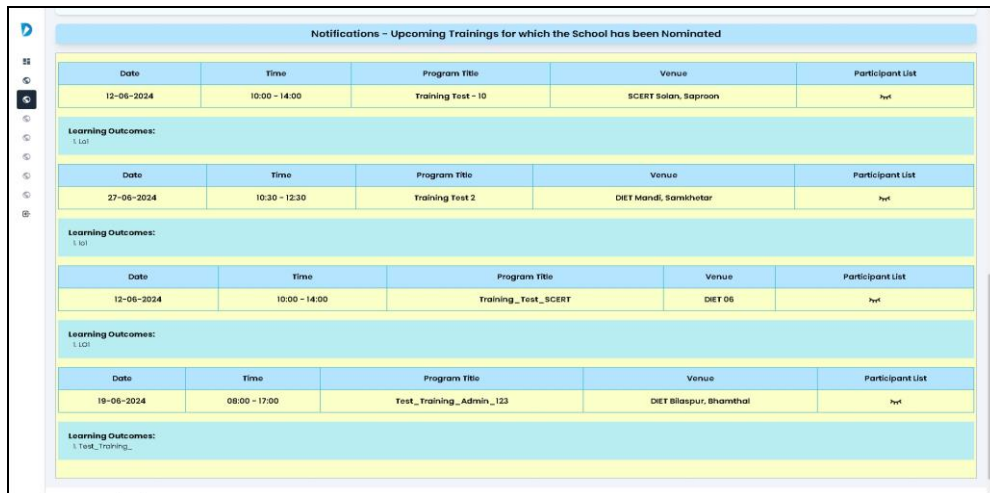 Notifications - Upcoming Trainings for which the School has been Nominated
Date Time Program Title Venue Participant List
12-06-2024 10:00 - 14:00 Training Test - 10 SCERT Solan, Saproon
Learning Outcomes:
1. Lo1
Date Time Program Title Venue Participant List
27-06-2024 10:30 - 12:30 Training Test 2 DIET Mandi, Samkhetar
Learning Outcomes:
1. lo1
Date Time Program Title Venue Participant List
12-06-2024 10:00 - 14:00 Training_Test_SCERT DIET 06
Learning Outcomes:
1. LO1
Date Time Program Title Venue Participant List
19-06-2024 08:00 - 17:00 Test_Training_Admin_123 DIET Bilaspur, Bhamthal
Learning Outcomes:
1. Test_Training_